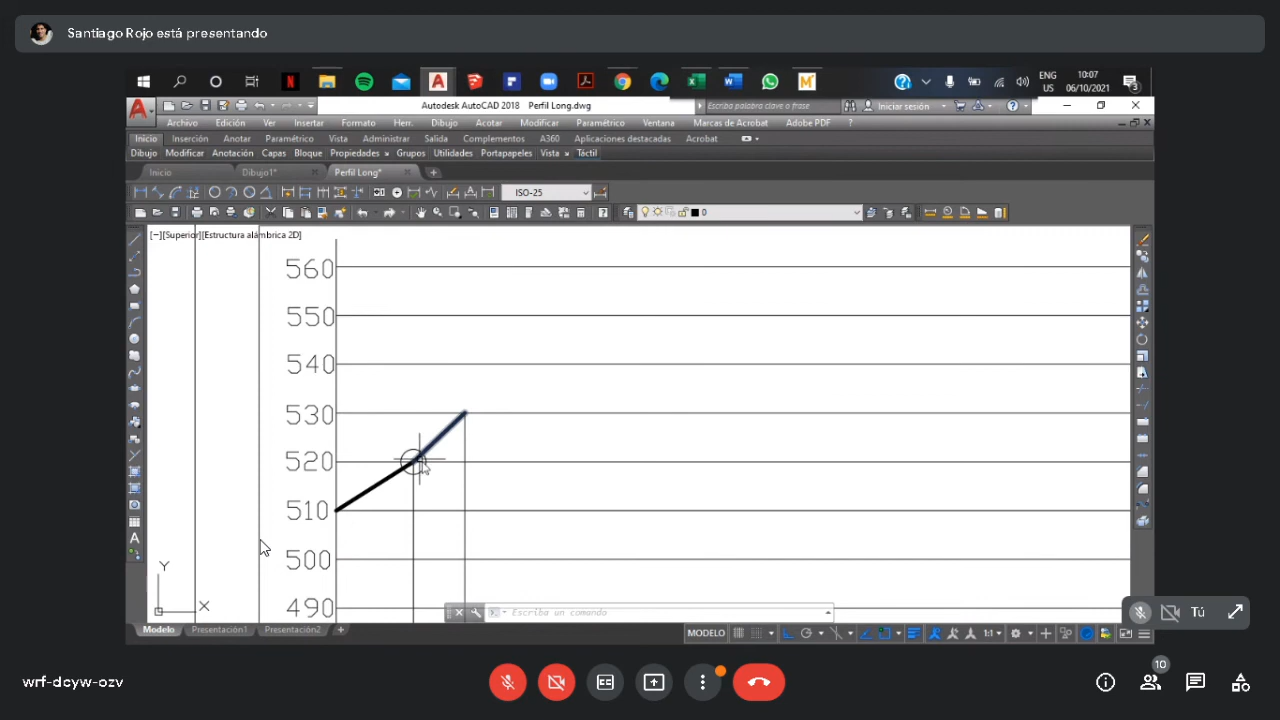 Santiago Rojo está presentando
ENG 10:07
US 06/10/2021
3
Autodesk AutoCAD 2018 Perfil Long.dwg
Escriba palabra clave o frase
Iniciar sesión
Archivo Edición Ver Insertar Formato Herr. Dibujo Acotar Modificar Paramétrico Ventana Marcas de Acrobat Adobe PDF
Inicio Inserción Anotar Paramétrico Vista Administrar Salida Complementos A360 Aplicaciones destacadas Acrobat
Dibujo Modificar Anotación Capas Bloque Propiedades Grupos Utilidades Portapapeles Vista Táctil
Inicio Dibujo1* Perfil Long*
ISO-25
0
[−][Superior][Estructura alámbrica 2D]
560
550
540
530
520
510
500
490
Y
X
Escriba un comando
Modelo Presentación1 Presentación2 +
MODELO
1:1
Tú
wrf-dcyw-ozv
10